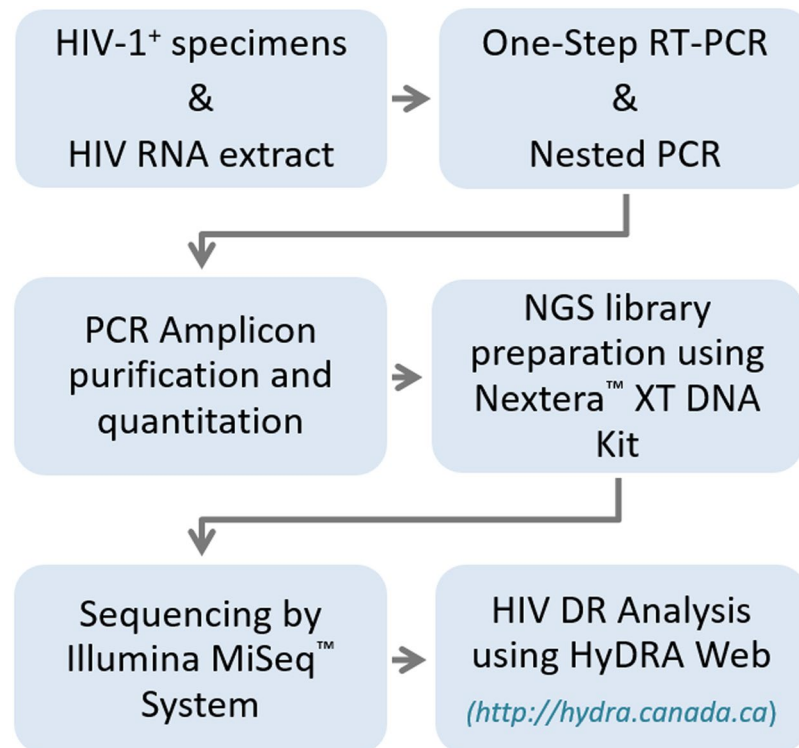 HIV-1⁺ specimens
&
HIV RNA extract
One-Step RT-PCR
&
Nested PCR
PCR Amplicon
purification and
quantitation
NGS library
preparation using
Nextera™ XT DNA
Kit
Sequencing by
Illumina MiSeq™
System
HIV DR Analysis
using HyDRA Web
(http://hydra.canada.ca)